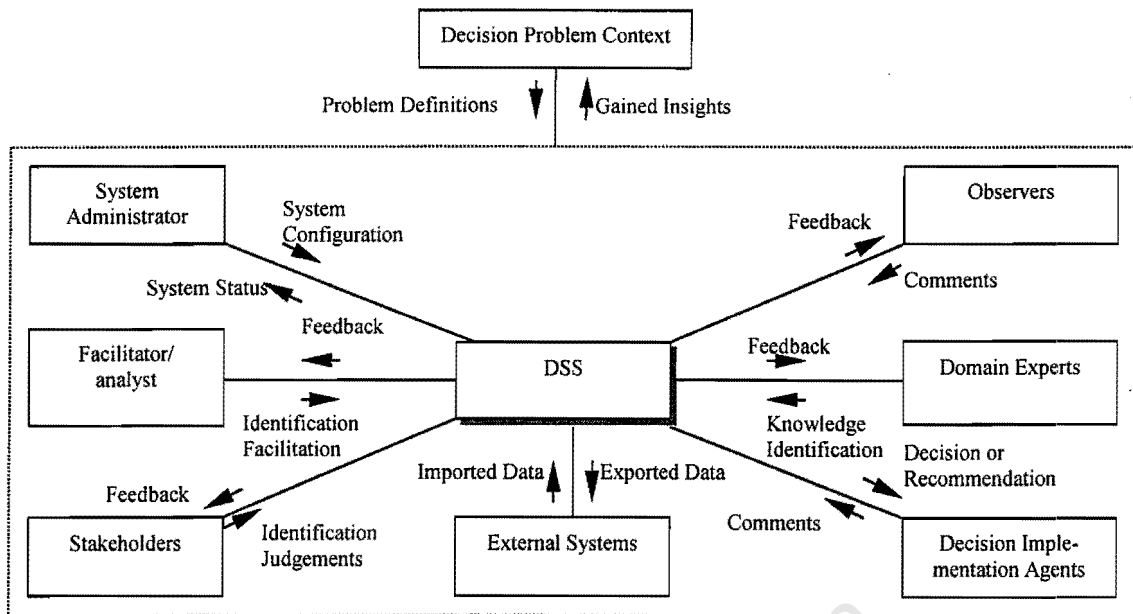 Decision Problem Context
Problem Definitions
Gained Insights
System
Administrator
System
Configuration
System Status
Observers
Feedback
Comments
Facilitator/
analyst
Feedback
Identification
Facilitation
DSS
Feedback
Knowledge
Identification
Domain Experts
Decision or
Recommendation
Comments
Imported Data
Exported Data
Feedback
Identification
Judgements
Stakeholders
External Systems
Decision Imple-
mentation Agents